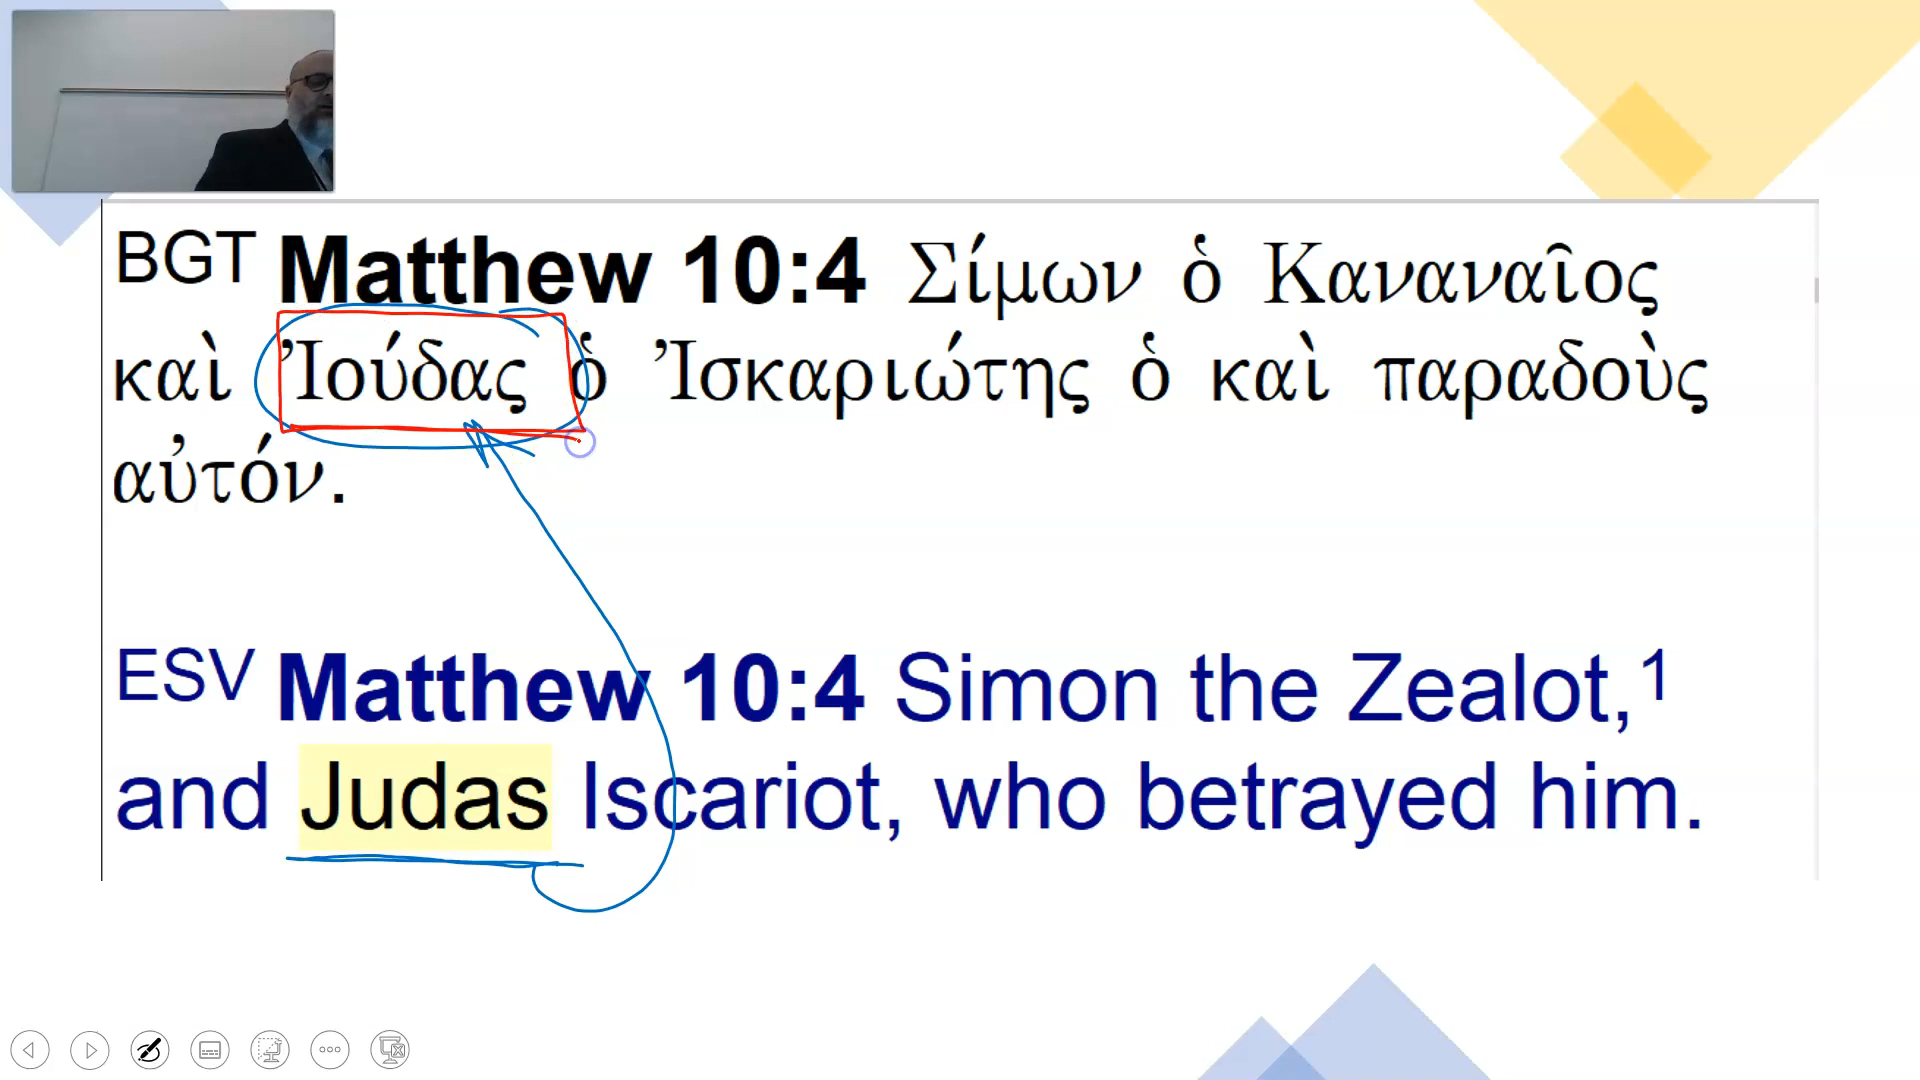 BGT Matthew 10:4 Σίμων ὁ Καναναῖος
καὶ Ἰούδας ὁ Ἰσκαριώτης ὁ καὶ παραδοὺς
αὐτόν.
ESV Matthew 10:4 Simon the Zealot,1
and Judas Iscariot, who betrayed him.